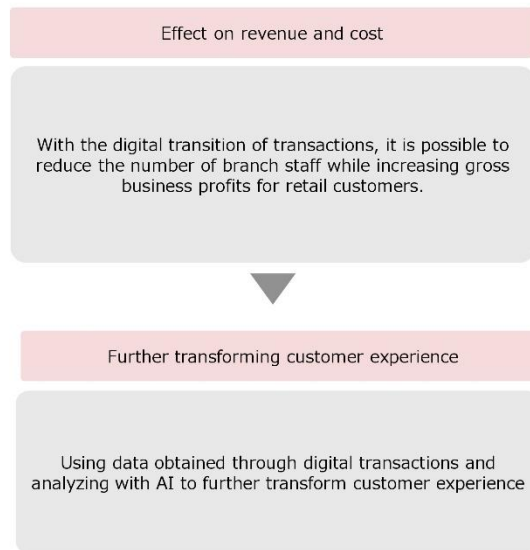 Effect on revenue and cost
With the digital transition of transactions, it is possible to
reduce the number of branch staff while increasing gross
business profits for retail customers.
Further transforming customer experience
Using data obtained through digital transactions and
analyzing with AI to further transform customer experience